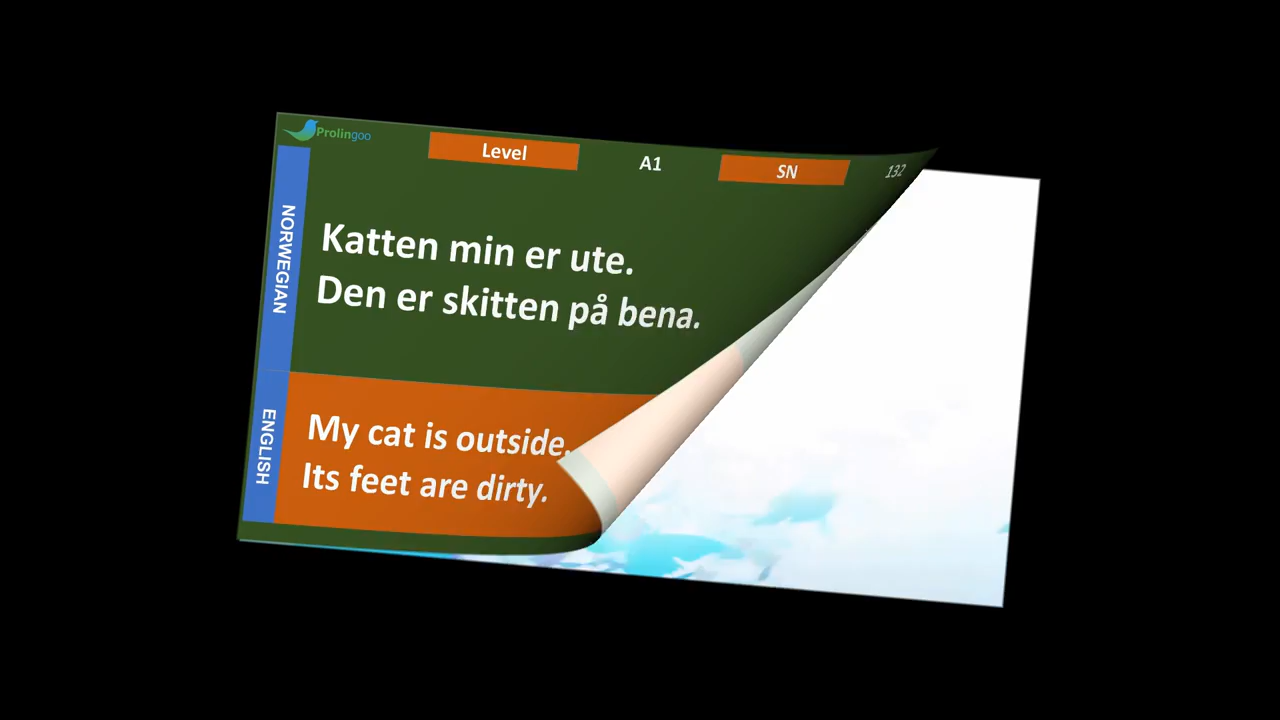 Prolingoo
Level A1 SN 132
NORWEGIAN
Katten min er ute.
Den er skitten på bena.
ENGLISH
My cat is outside.
Its feet are dirty.